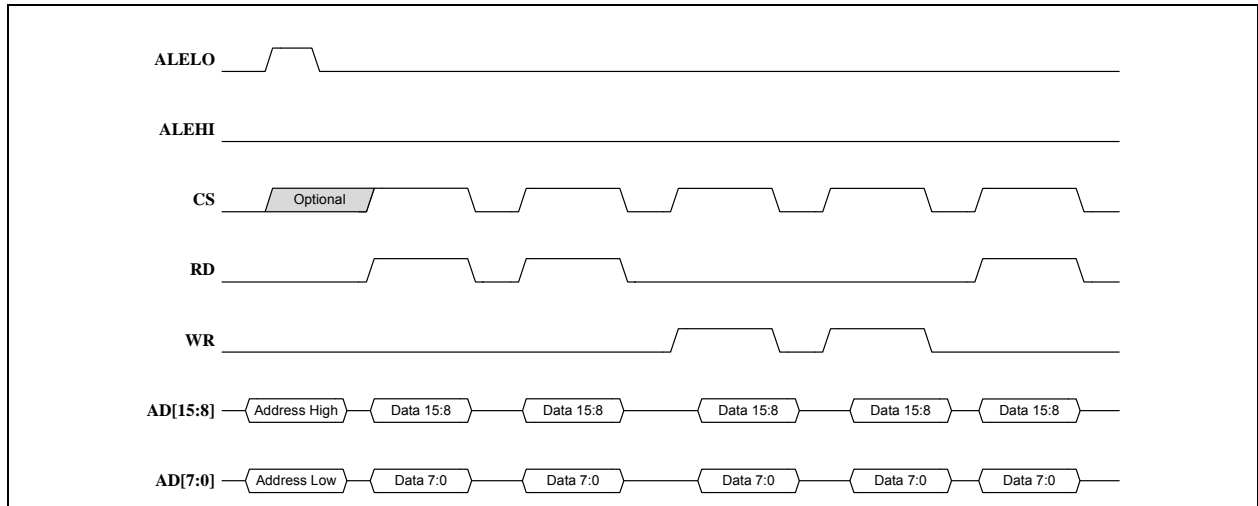 ALELO
ALEHI
CS
Optional
RD
WR
AD[15:8]
Address High
Data 15:8
Data 15:8
Data 15:8
Data 15:8
Data 15:8
AD[7:0]
Address Low
Data 7:0
Data 7:0
Data 7:0
Data 7:0
Data 7:0